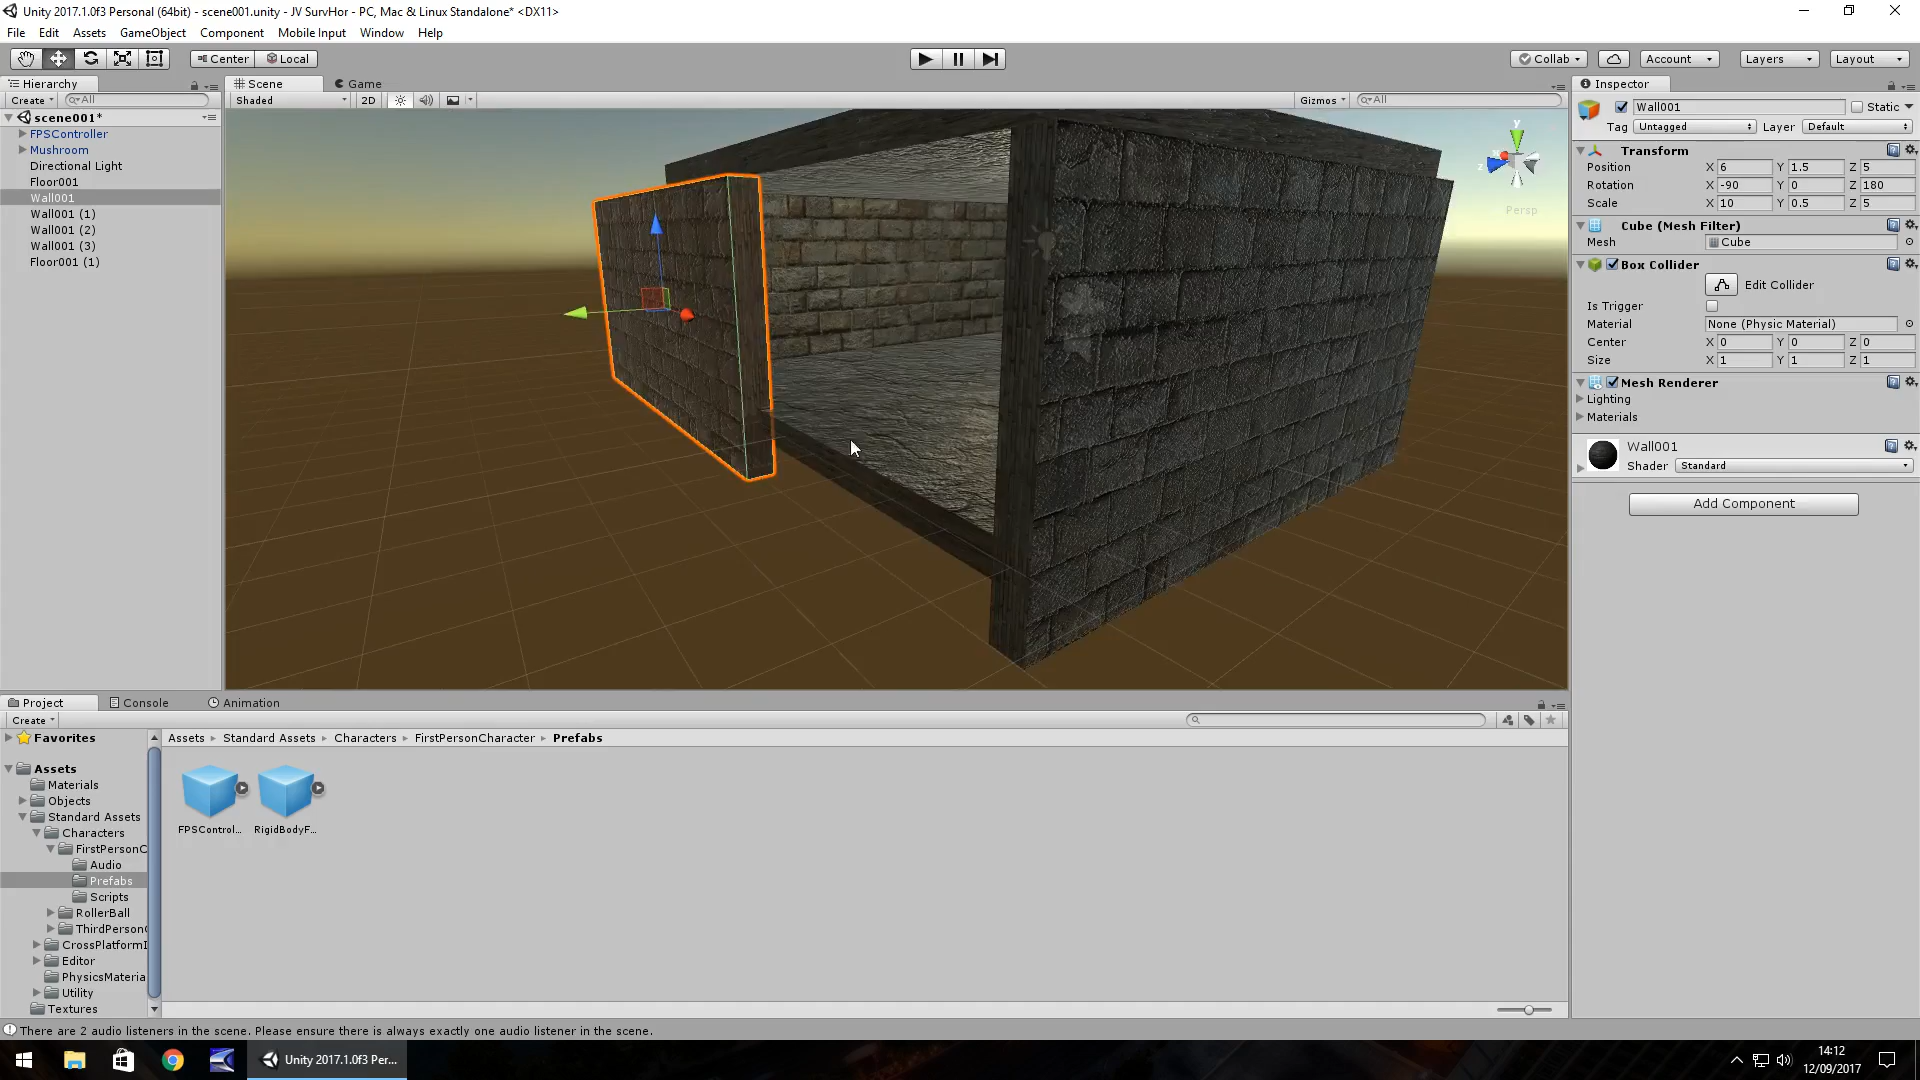 Unity 2017.1.0f3 Personal (64bit) - scene001.unity - JV SurvHor - PC, Mac & Linux Standalone* <DX11>
File Edit Assets GameObject Component Mobile Input Window Help
Center Local Collab Account Layers Layout
Hierarchy
Create All
scene001*
FPSController
Mushroom
Directional Light
Floor001
Wall001
Wall001 (1)
Wall001 (2)
Wall001 (3)
Floor001 (1)
Scene Game
Shaded 2D Gizmos All
y
z
Persp
Inspector
Wall001 Static
Tag Untagged Layer Default
Transform
Position X 6 Y 1.5 Z 5
Rotation X -90 Y 0 Z 180
Scale X 10 Y 0.5 Z 5
Cube (Mesh Filter)
Mesh Cube
Box Collider
Edit Collider
Is Trigger
Material None (Physic Material)
Center X 0 Y 0 Z 0
Size X 1 Y 1 Z 1
Mesh Renderer
Lighting
Materials
Wall001
Shader Standard
Add Component
Project Console Animation
Create
Favorites
Assets
Materials
Objects
Standard Assets
Characters
FirstPersonC
Audio
Prefabs
Scripts
RollerBall
ThirdPerson
CrossPlatformI
Editor
PhysicsMateria
Utility
Textures
Assets Standard Assets Characters FirstPersonCharacter Prefabs
FPSControl... RigidBodyF...
There are 2 audio listeners in the scene. Please ensure there is always exactly one audio listener in the scene.
Unity 2017.1.0f3 Per...
14:12
12/09/2017